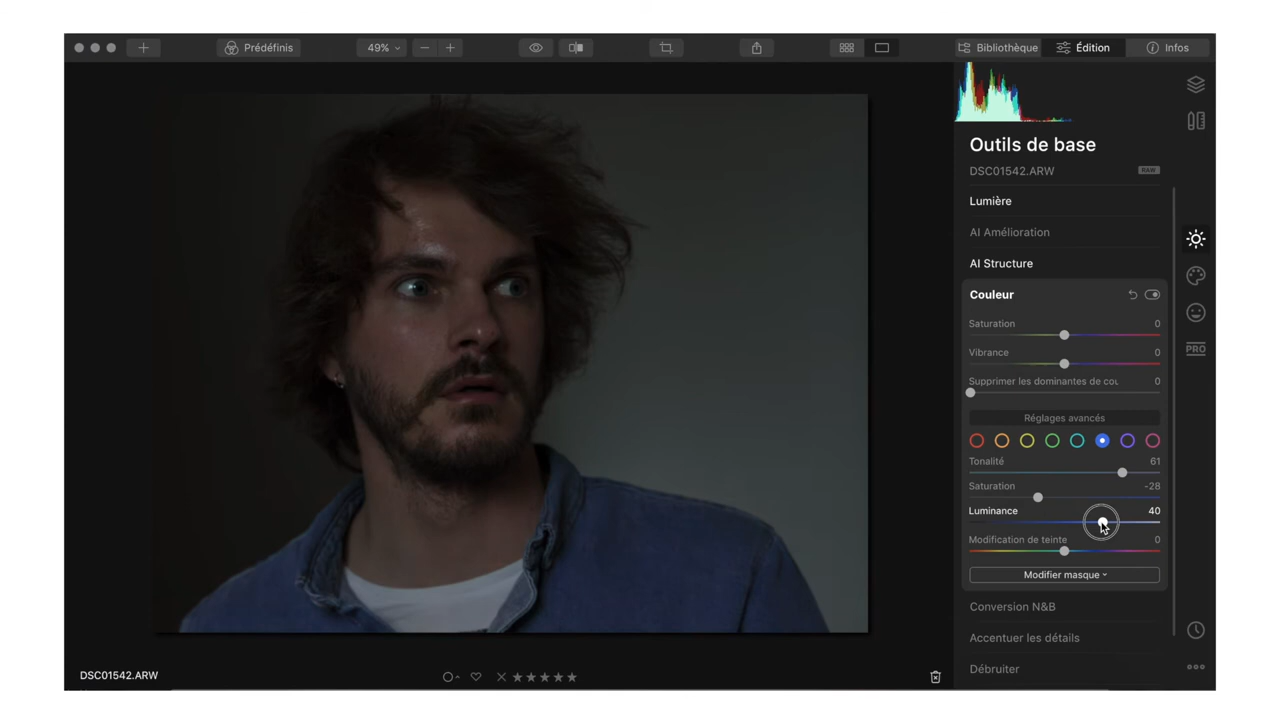 Prédéfinis
49%
Bibliothèque
Édition
Infos
Outils de base
DSC01542.ARW
RAW
Lumière
AI Amélioration
AI Structure
Couleur
Saturation 0
Vibrance 0
Supprimer les dominantes de cou 0
Réglages avancés
Tonalité 61
Saturation -28
Luminance 40
Modification de teinte 0
Modifier masque
Conversion N&B
Accentuer les détails
Débruiter
PRO
DSC01542.ARW